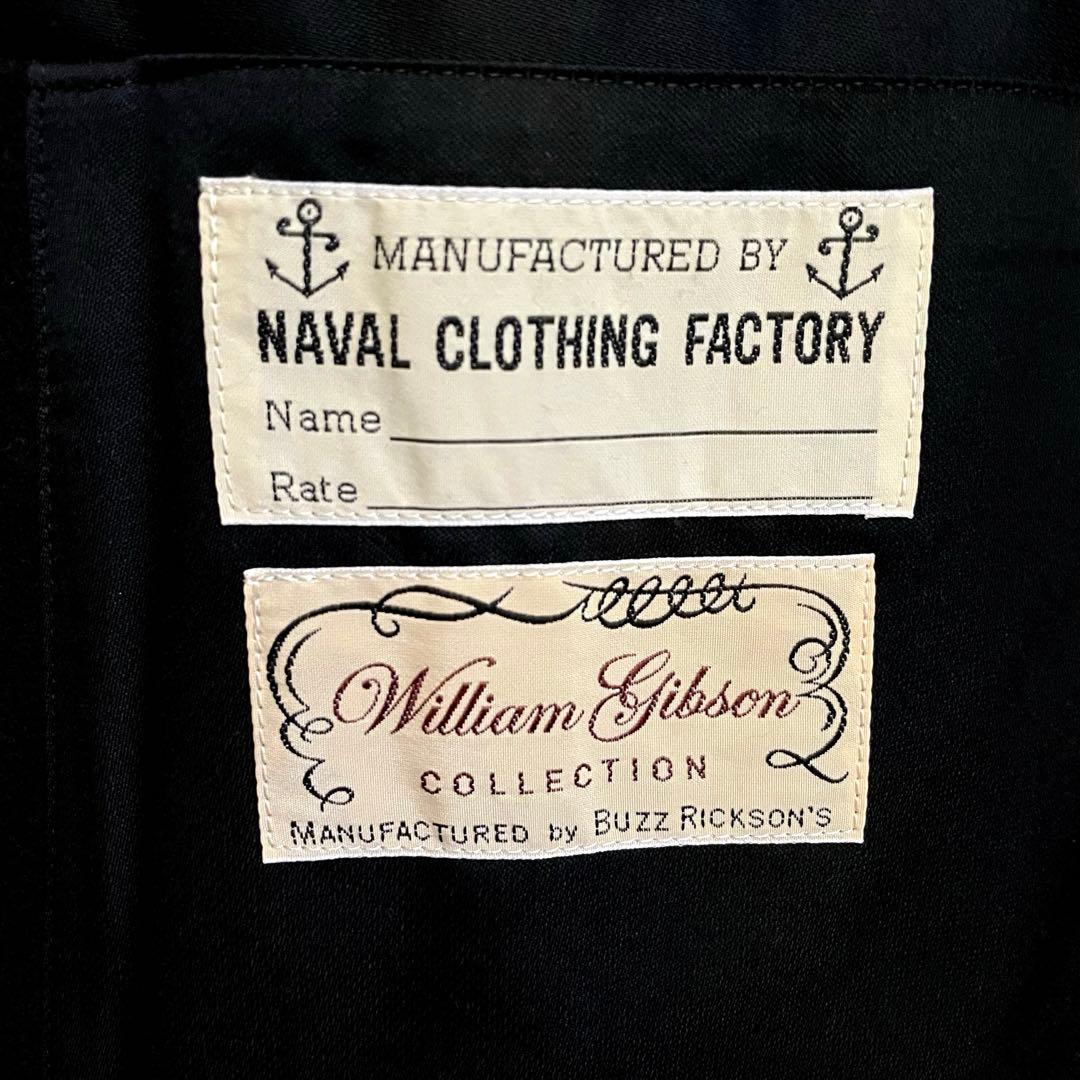 MANUFACTURED BY
NAVAL CLOTHING FACTORY
Name
Rate
William Gibson
COLLECTION
MANUFACTURED by BUZZ RICKSON'S